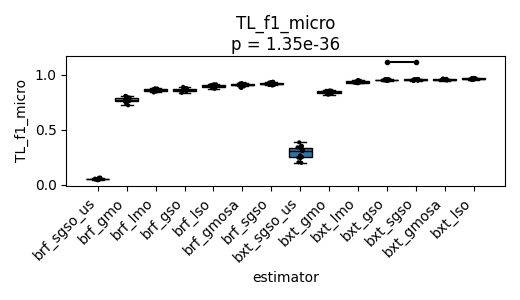 TL_f1_micro
p = 1.35e-36
TL_f1_micro
1.0
0.5
0.0
brf_sgso_us
brf_gmo
brf_lmo
brf_gso
brf_lso
brf_gmosa
brf_sgso
bxt_sgso_us
bxt_gmo
bxt_lmo
bxt_gso
bxt_sgso
bxt_gmosa
bxt_lso
estimator